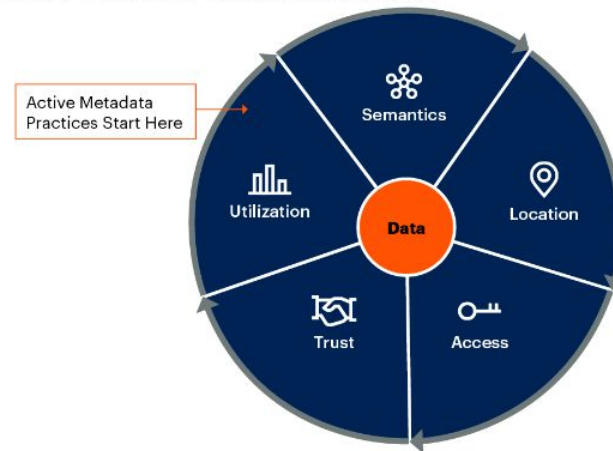 Active Metadata
Practices Start Here
Semantics
Utilization
Data
Location
Trust
Access